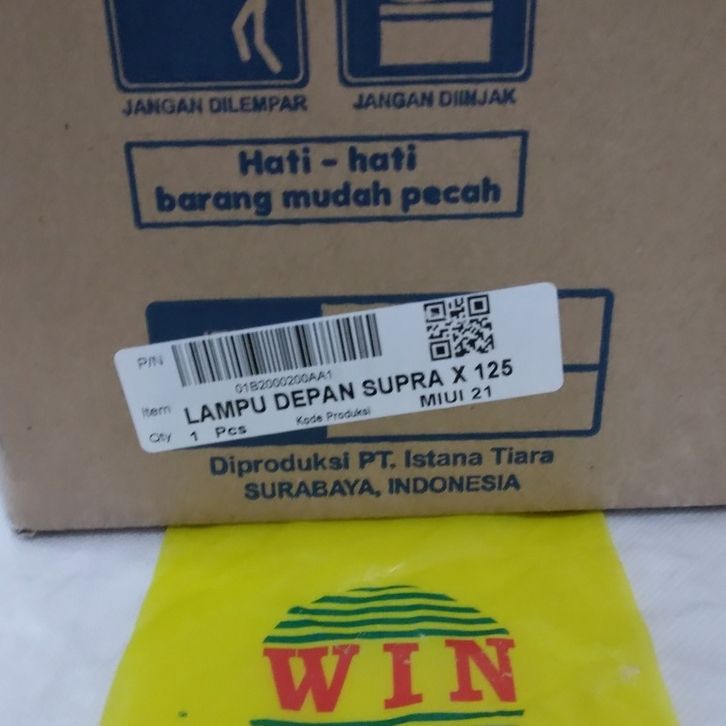 JANGAN DILEMPAR
JANGAN DIINJAK
Hati - hati
barang mudah pecah
P/N
01B2000200AA1
Item LAMPU DEPAN SUPRA X 125
Qty 1 Pcs Kode Produksi MIUI 21
Diproduksi PT. Istana Tiara
SURABAYA, INDONESIA
WIN